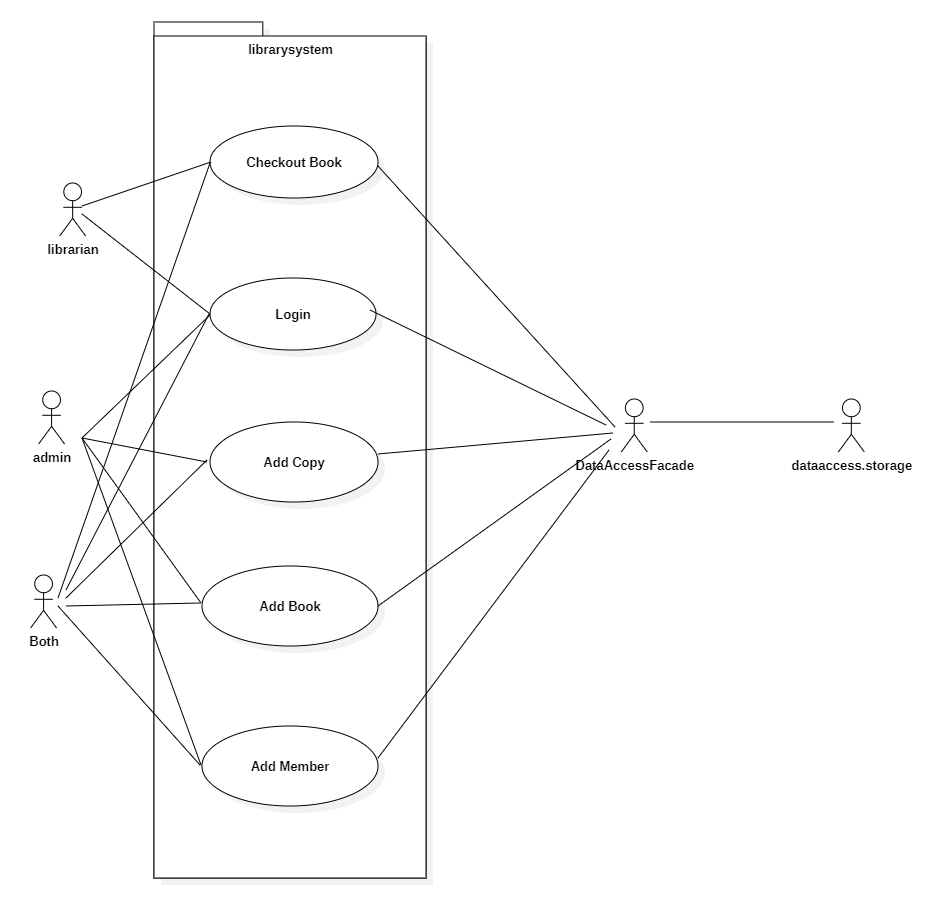 librarysystem
Checkout Book
librarian
Login
admin
Add Copy
DataAccessFacade
dataaccess.storage
Add Book
Both
Add Member